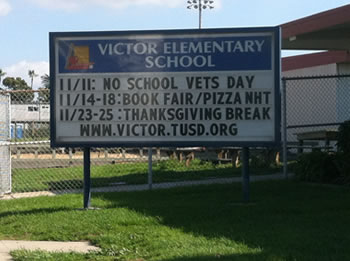 VICTOR ELEMENTARY
SCHOOL
11/11: NO SCHOOL VETS DAY
11/14-18: BOOK FAIR/PIZZA NHT
11/23-25 : THANKSGIVING BREAK
WWW.VICTOR.TUSD.ORG